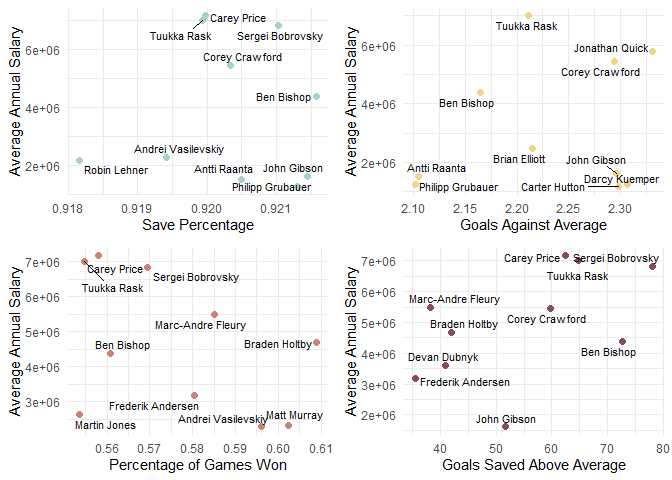 Average Annual Salary
6e+06
4e+06
2e+06
Carey Price
Tuukka Rask
Sergei Bobrovsky
Corey Crawford
Ben Bishop
Andrei Vasilevskiy
Robin Lehner
Antti Raanta
John Gibson
Philipp Grubauer
0.918
0.919
0.920
0.921
Save Percentage
Average Annual Salary
6e+06
4e+06
2e+06
Tuukka Rask
Jonathan Quick
Corey Crawford
Ben Bishop
Brian Elliott
John Gibson
Antti Raanta
Darcy Kuemper
Philipp Grubauer
Carter Hutton
2.10
2.15
2.20
2.25
2.30
Goals Against Average
Average Annual Salary
7e+06
6e+06
5e+06
4e+06
3e+06
Carey Price
Sergei Bobrovsky
Tuukka Rask
Marc-Andre Fleury
Braden Holtby
Ben Bishop
Frederik Andersen
Andrei Vasilevskiy
Matt Murray
Martin Jones
0.56
0.57
0.58
0.59
0.60
0.61
Percentage of Games Won
Average Annual Salary
7e+06
6e+06
5e+06
4e+06
3e+06
2e+06
Carey Price
Sergei Bobrovsky
Tuukka Rask
Marc-Andre Fleury
Corey Crawford
Braden Holtby
Ben Bishop
Devan Dubnyk
Frederik Andersen
John Gibson
40
50
60
70
80
Goals Saved Above Average